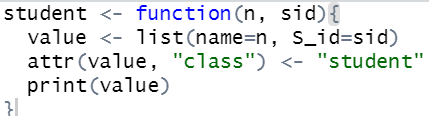 student <- function(n, sid){
  value <- list(name=n, S_id=sid)
  attr(value, "class") <- "student"
  print(value)
}